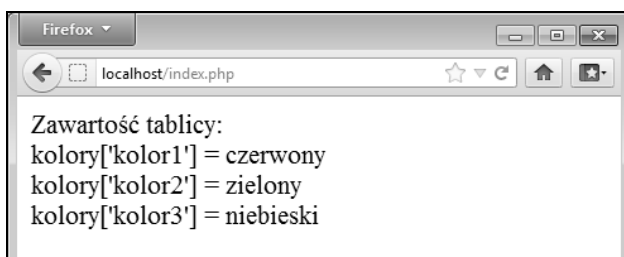 Firefox
localhost/index.php
Zawartość tablicy:
kolory['kolor1'] = czerwony
kolory['kolor2'] = zielony
kolory['kolor3'] = niebieski